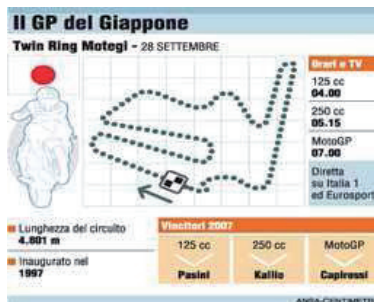 Il GP del Giappone
Twin Ring Motegi - 28 SETTEMBRE
Orari e TV
125 cc
04.00
250 cc
05.15
MotoGP
07.00
Diretta
su Italia 1
ed Eurosport
Lunghezza del circuito
4.801 m
Inaugurato nel
1997
Vincitori 2007
125 cc
250 cc
MotoGP
Pasini
Kallio
Capirossi
ANSA-CENTIMETRI